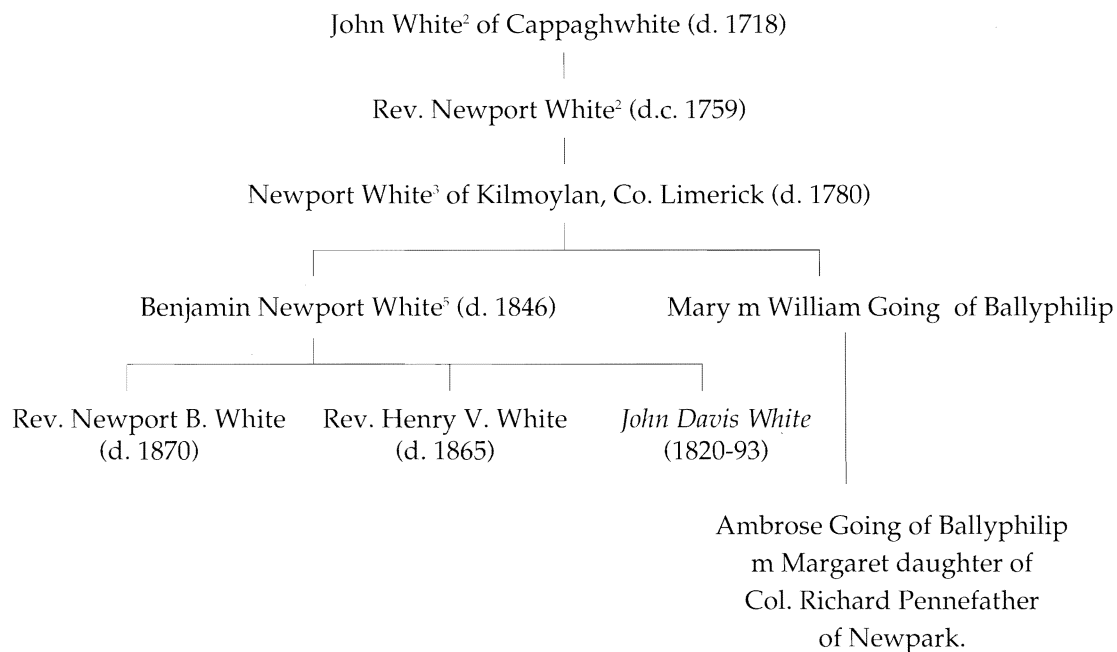 John White² of Cappaghwhite (d. 1718)
Rev. Newport White² (d.c. 1759)
Newport White³ of Kilmoylan, Co. Limerick (d. 1780)
Benjamin Newport White⁵ (d. 1846)
Mary m William Going of Ballyphilip
Rev. Newport B. White
(d. 1870)
Rev. Henry V. White
(d. 1865)
John Davis White
(1820-93)
Ambrose Going of Ballyphilip
m Margaret daughter of
Col. Richard Pennefather
of Newpark.